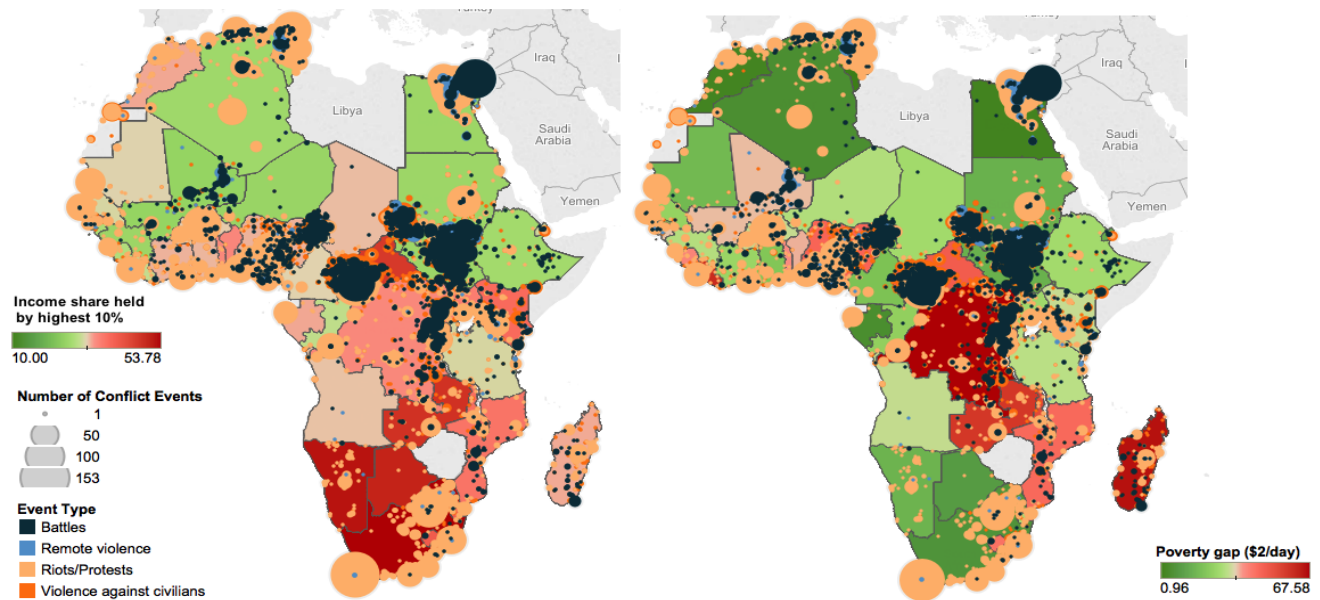 Iraq
Libya
Saudi
Arabia
Yemen
Income share held
by highest 10%
10.00 53.78
Number of Conflict Events
1
50
100
153
Event Type
Battles
Remote violence
Riots/Protests
Violence against civilians
Iraq
Libya
Saudi
Arabia
Yemen
Poverty gap ($2/day)
0.96 67.58